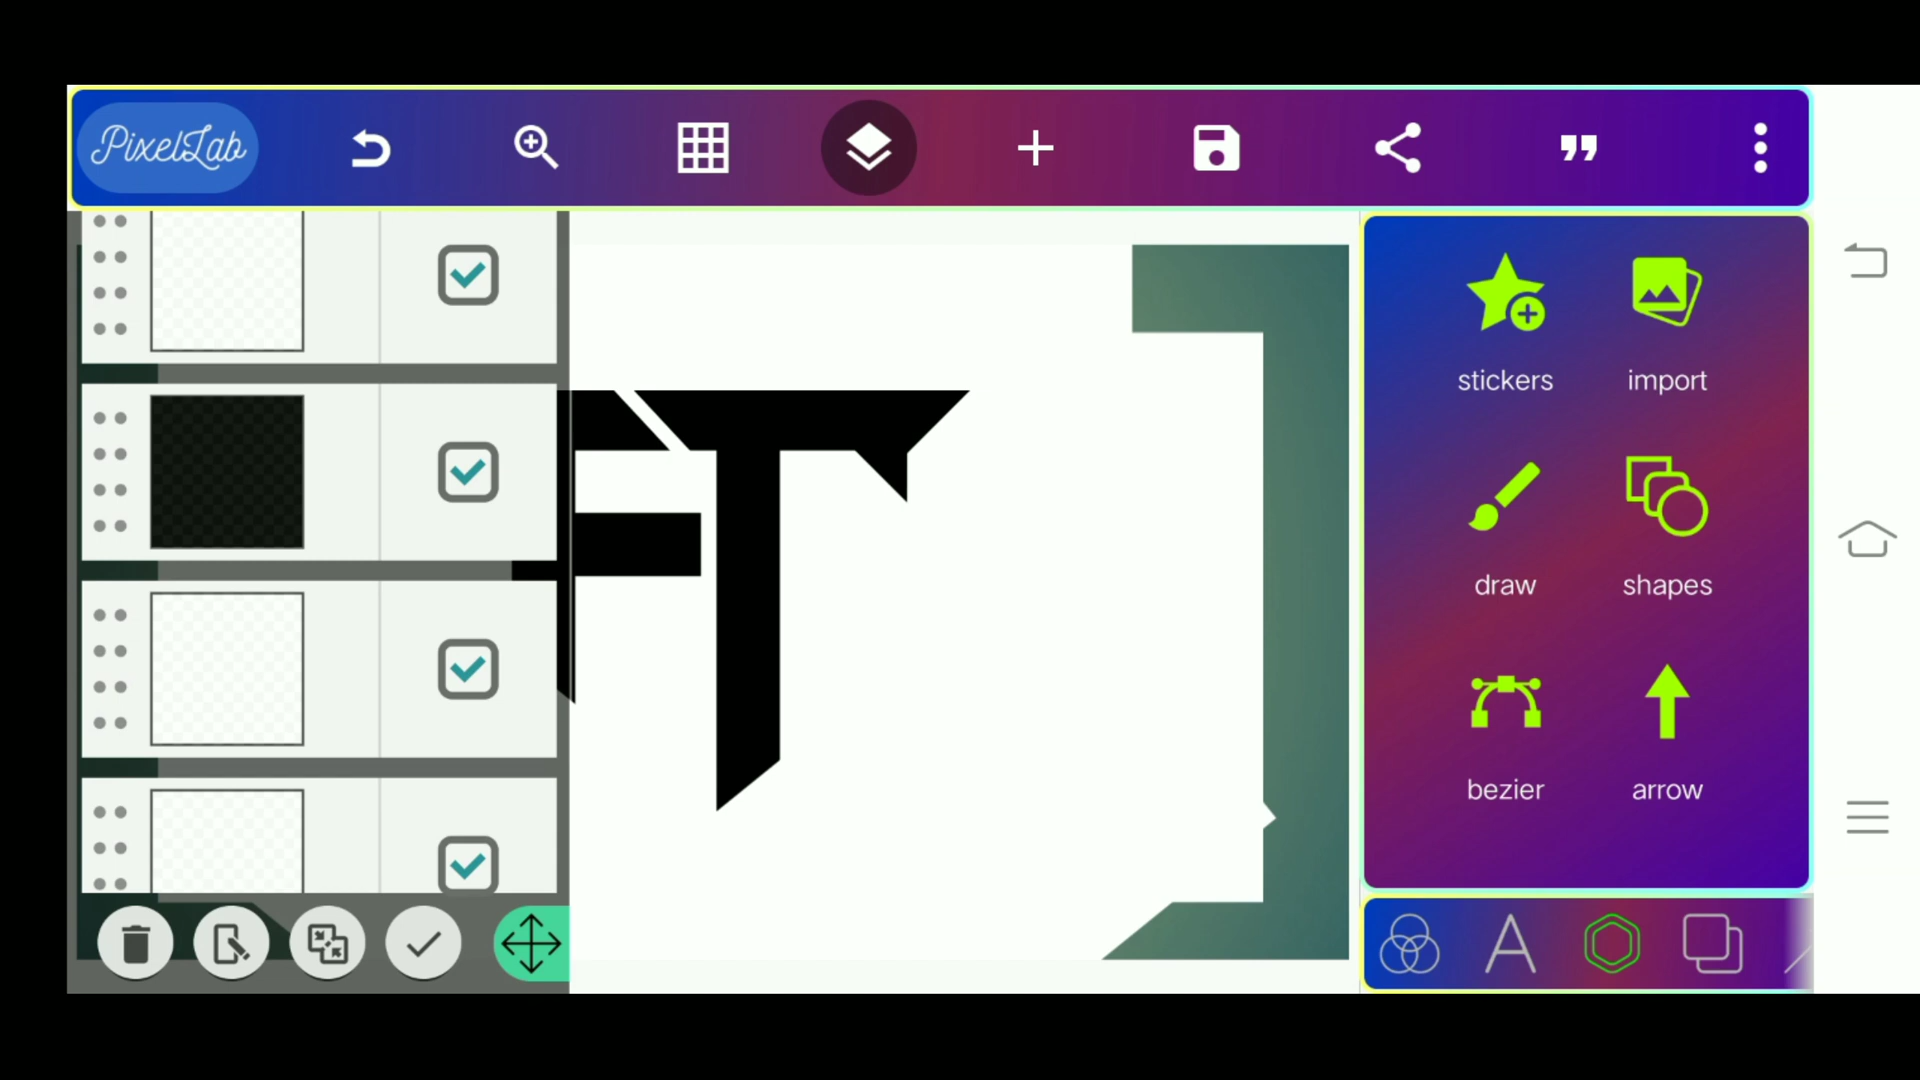 PixelLab
FT
stickers import
draw shapes
bezier arrow
A